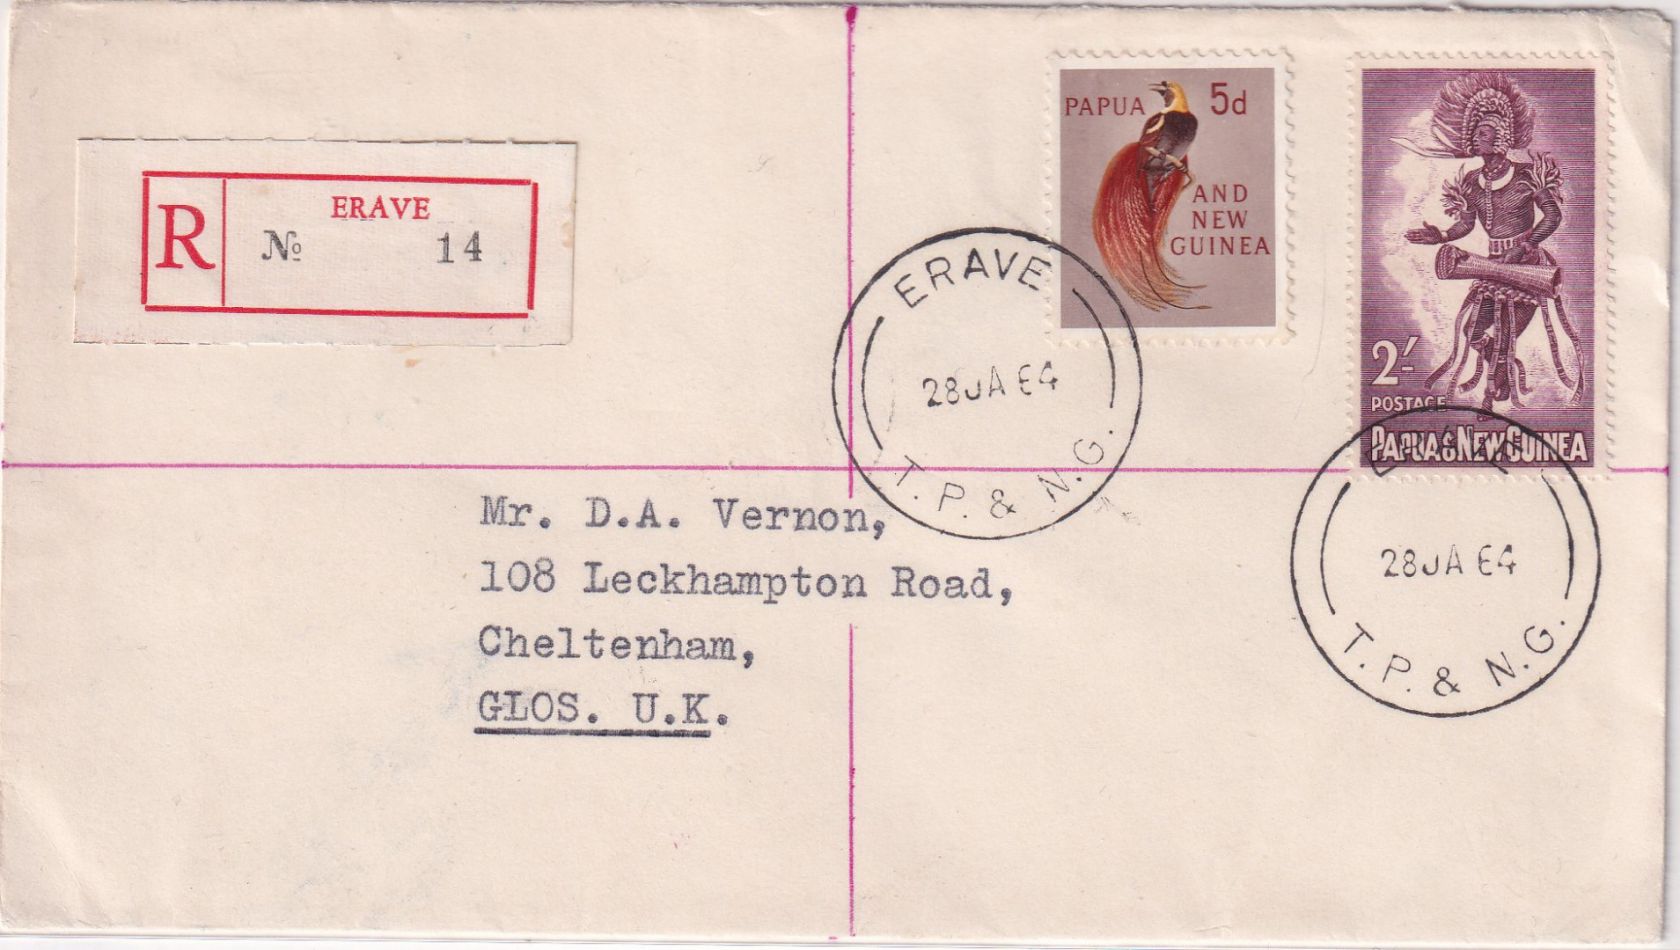 ERAVE
R
№ 14
PAPUA 5d
AND
NEW
GUINEA
2/-
POSTAGE
PAPUA & NEW GUINEA
ERAVE
28 JA 64
T.P. & N.G.
28 JA 64
T.P. & N.G.
Mr. D.A. Vernon,
108 Leckhampton Road,
Cheltenham,
GLOS. U.K.